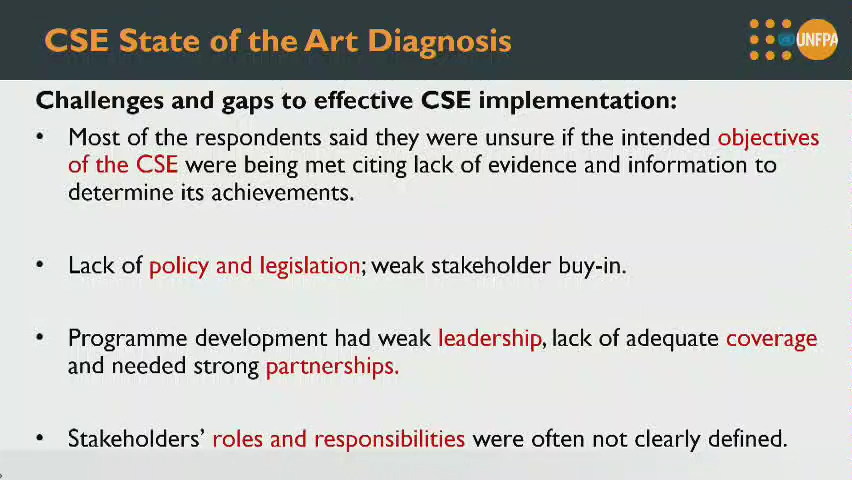 CSE State of the Art Diagnosis
UNFPA
Challenges and gaps to effective CSE implementation:
• Most of the respondents said they were unsure if the intended objectives
of the CSE were being met citing lack of evidence and information to
determine its achievements.
• Lack of policy and legislation; weak stakeholder buy-in.
• Programme development had weak leadership, lack of adequate coverage
and needed strong partnerships.
• Stakeholders’ roles and responsibilities were often not clearly defined.